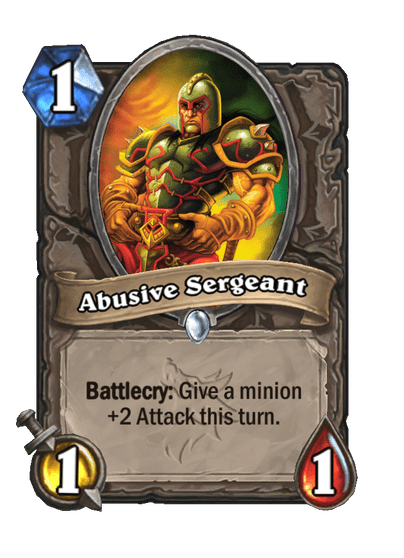 1
Abusive Sergeant
Battlecry: Give a minion
+2 Attack this turn.
1
1